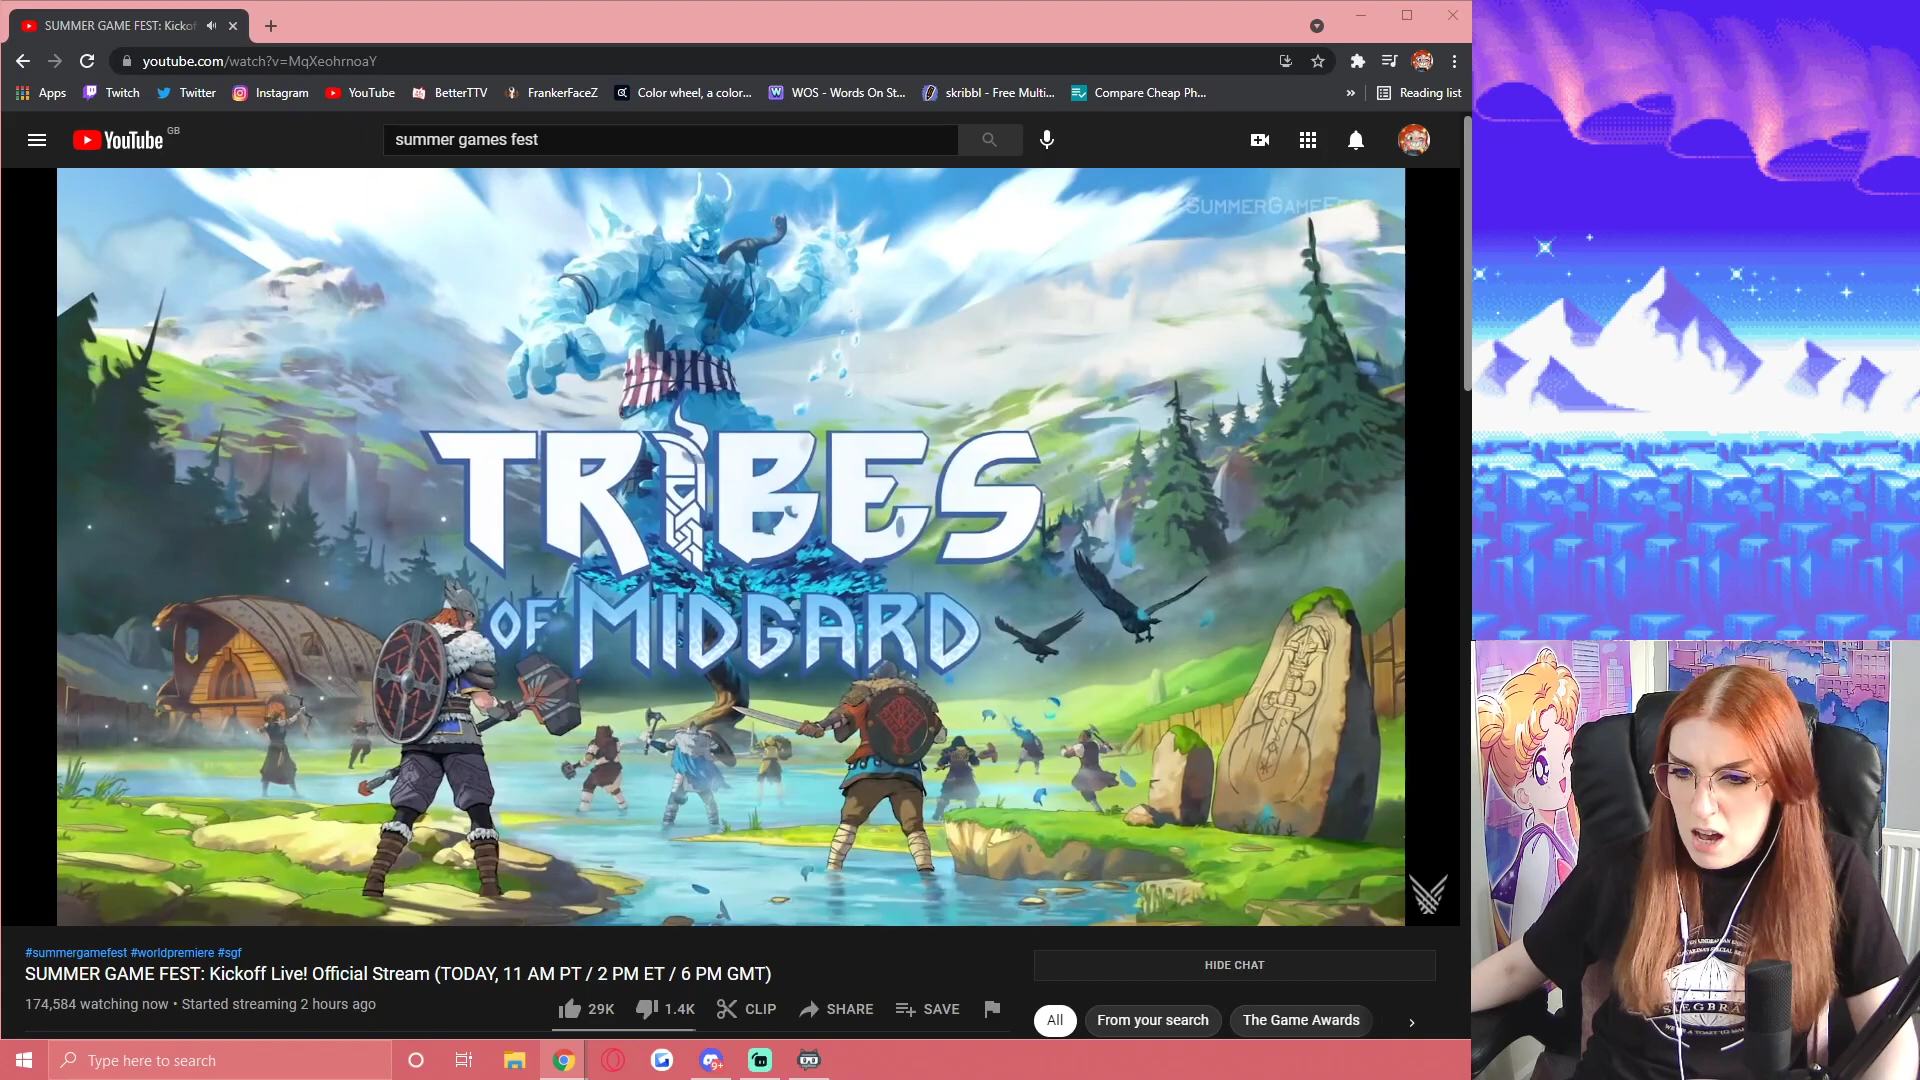 SUMMER GAME FEST: Kickof
youtube.com/watch?v=MqXeohrnoaY
Apps
Twitch
Twitter
Instagram
YouTube
BetterTTV
FrankerFaceZ
Color wheel, a color...
WOS - Words On St...
skribbl - Free Multi...
Compare Cheap Ph...
»
Reading list
YouTube GB
summer games fest
SUMMERGAMEFE
TRIBES
OF MIDGARD
#summergamefest #worldpremiere #sgf
SUMMER GAME FEST: Kickoff Live! Official Stream (TODAY, 11 AM PT / 2 PM ET / 6 PM GMT)
174,584 watching now • Started streaming 2 hours ago
29K
1.4K
CLIP
SHARE
SAVE
HIDE CHAT
All
From your search
The Game Awards
Type here to search
9+